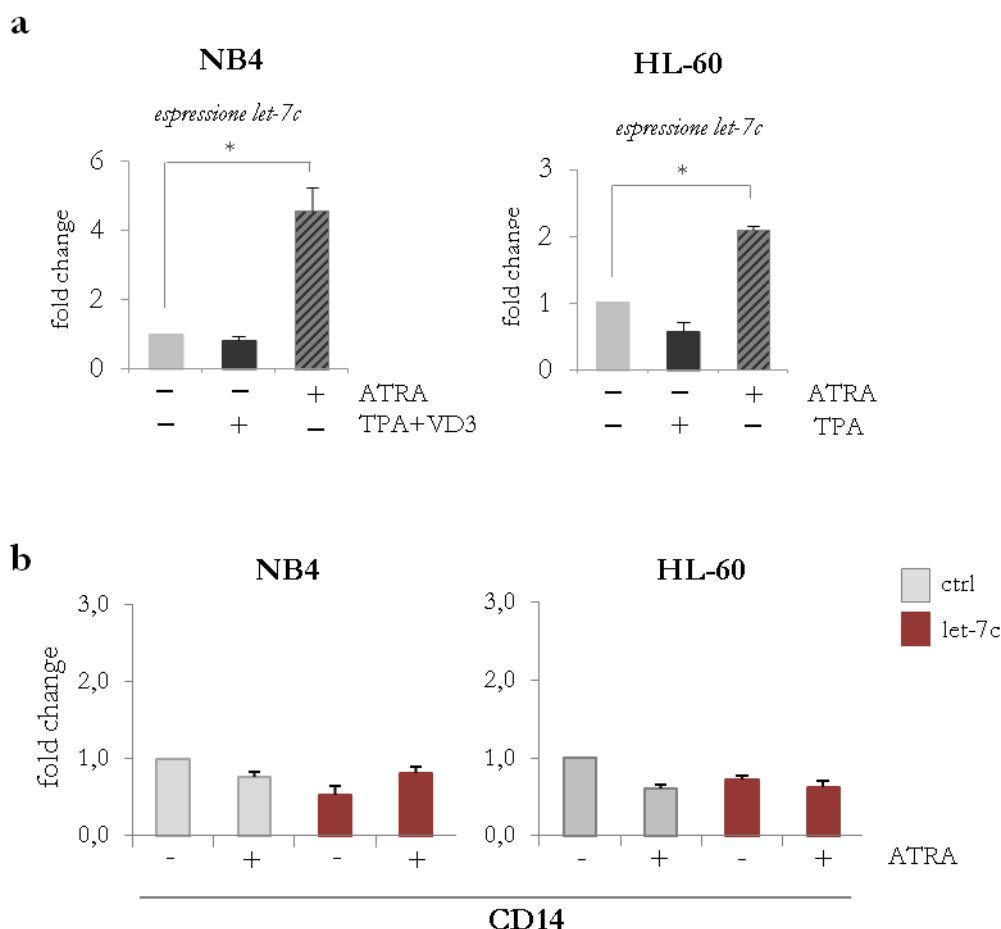 a
NB4
HL-60
espressione let-7c
espressione let-7c
*
*
fold change
6
4
2
0
fold change
3
2
1
0
– – + ATRA
– + – TPA+VD3
– – + ATRA
– + – TPA
b
NB4
HL-60
ctrl
let-7c
fold change
3,0
2,0
1,0
0,0
3,0
2,0
1,0
0,0
- + - +
- + - + ATRA
CD14